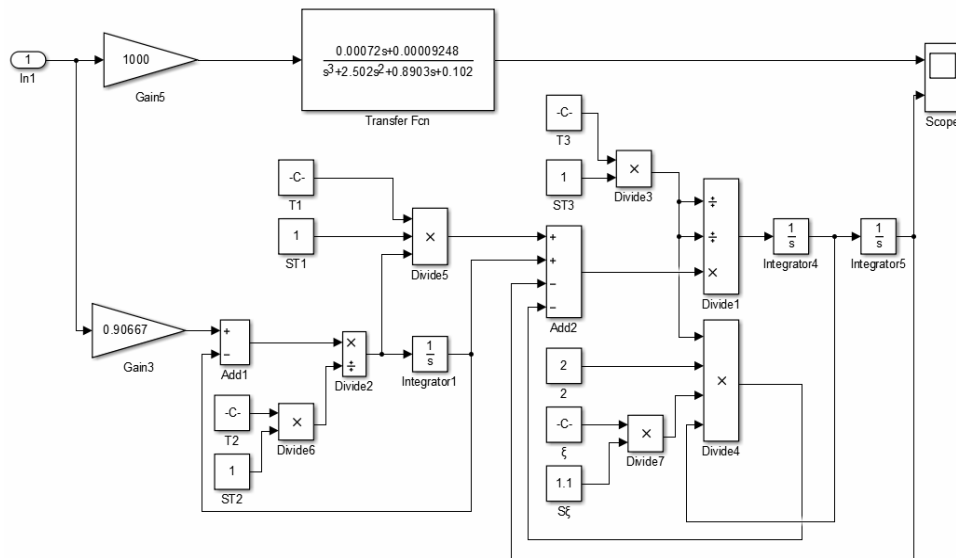 1
In1
1000
Gain5
0.00072s+0.00009248
s³+2.502s²+0.8903s+0.102
Transfer Fcn
Scope
-C-
T3
1
ST3
×
Divide3
-C-
T1
1
ST1
×
Divide5
+
+
−
−
Add2
÷
÷
×
Divide1
1
s
Integrator4
1
s
Integrator5
0.90667
Gain3
+
−
Add1
×
÷
Divide2
1
s
Integrator1
-C-
T2
1
ST2
×
Divide6
2
2
-C-
ξ
1.1
Sξ
×
Divide7
×
Divide4